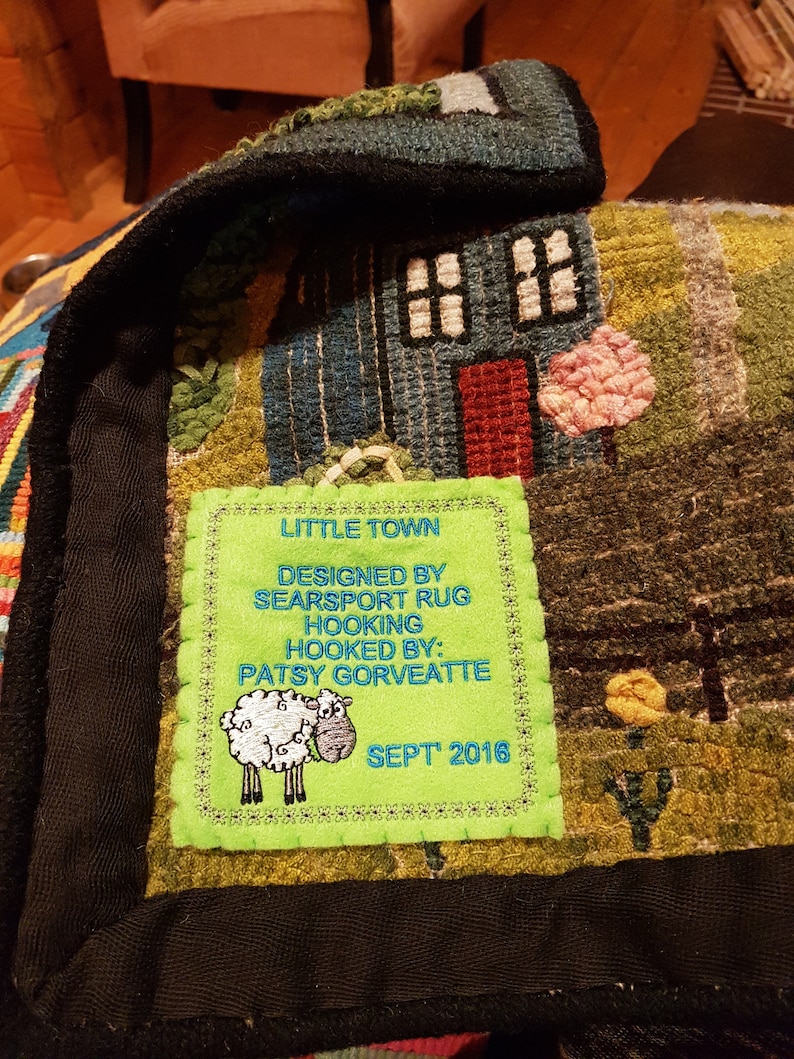 LITTLE TOWN
DESIGNED BY
SEARSPORT RUG
HOOKING
HOOKED BY:
PATSY GORVEATTE
SEPT' 2016